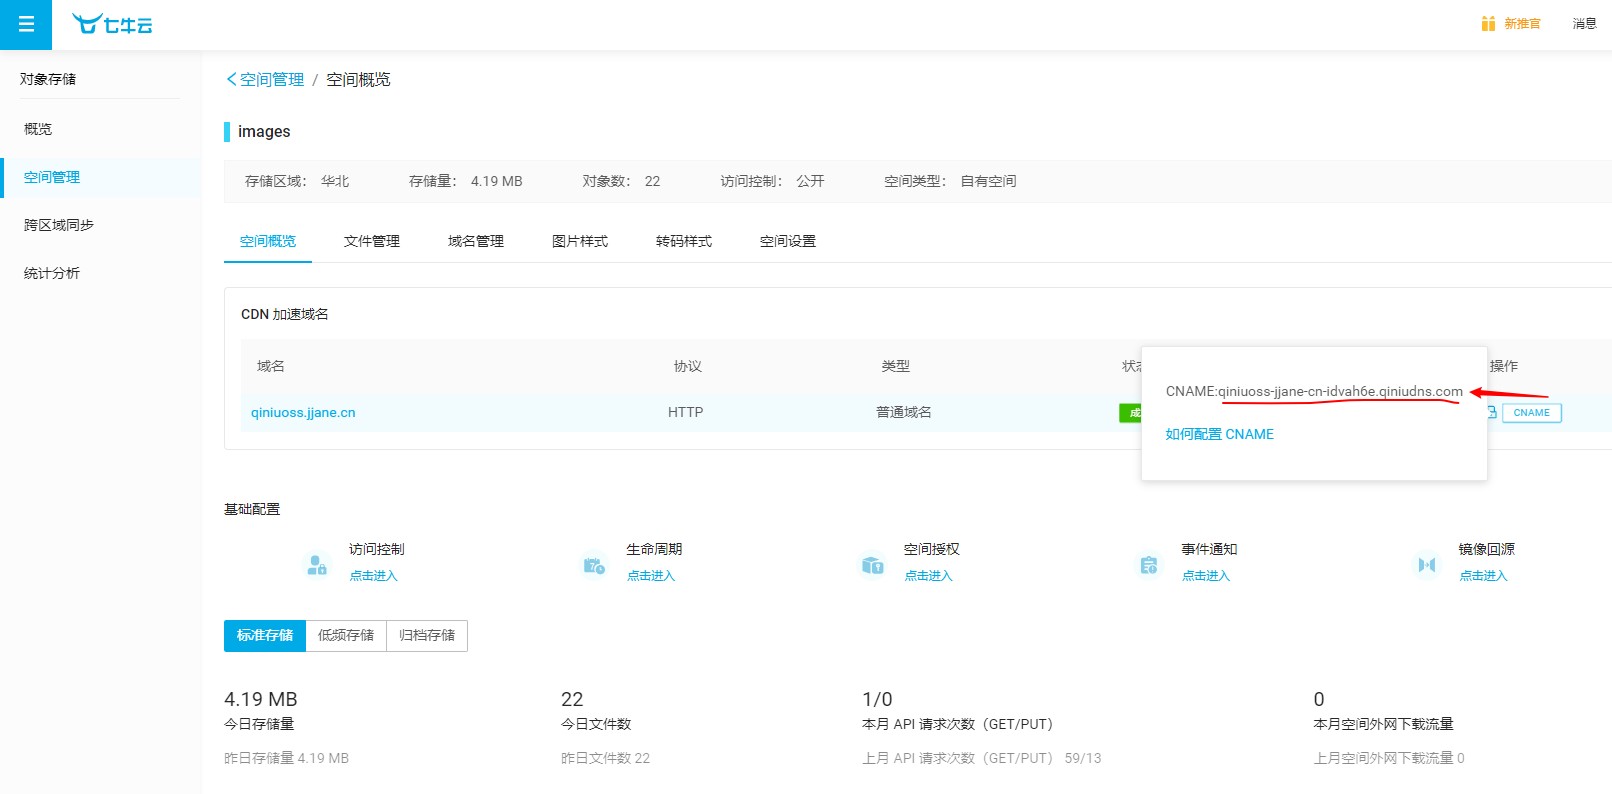 七牛云
新推官 消息
对象存储
概览
空间管理
跨区域同步
统计分析
空间管理 / 空间概览
images
存储区域： 华北 存储量： 4.19 MB 对象数： 22 访问控制： 公开 空间类型： 自有空间
空间概览 文件管理 域名管理 图片样式 转码样式 空间设置
CDN 加速域名
域名 协议 类型 状 操作
qiniuoss.jjane.cn HTTP 普通域名 成 CNAME
CNAME:qiniuoss-jjane-cn-idvah6e.qiniudns.com
如何配置 CNAME
基础配置
访问控制 生命周期 空间授权 事件通知 镜像回源
点击进入 点击进入 点击进入 点击进入 点击进入
标准存储 低频存储 归档存储
4.19 MB 22 1/0 0
今日存储量 今日文件数 本月 API 请求次数（GET/PUT） 本月空间外网下载流量
昨日存储量 4.19 MB 昨日文件数 22 上月 API 请求次数（GET/PUT） 59/13 上月空间外网下载流量 0